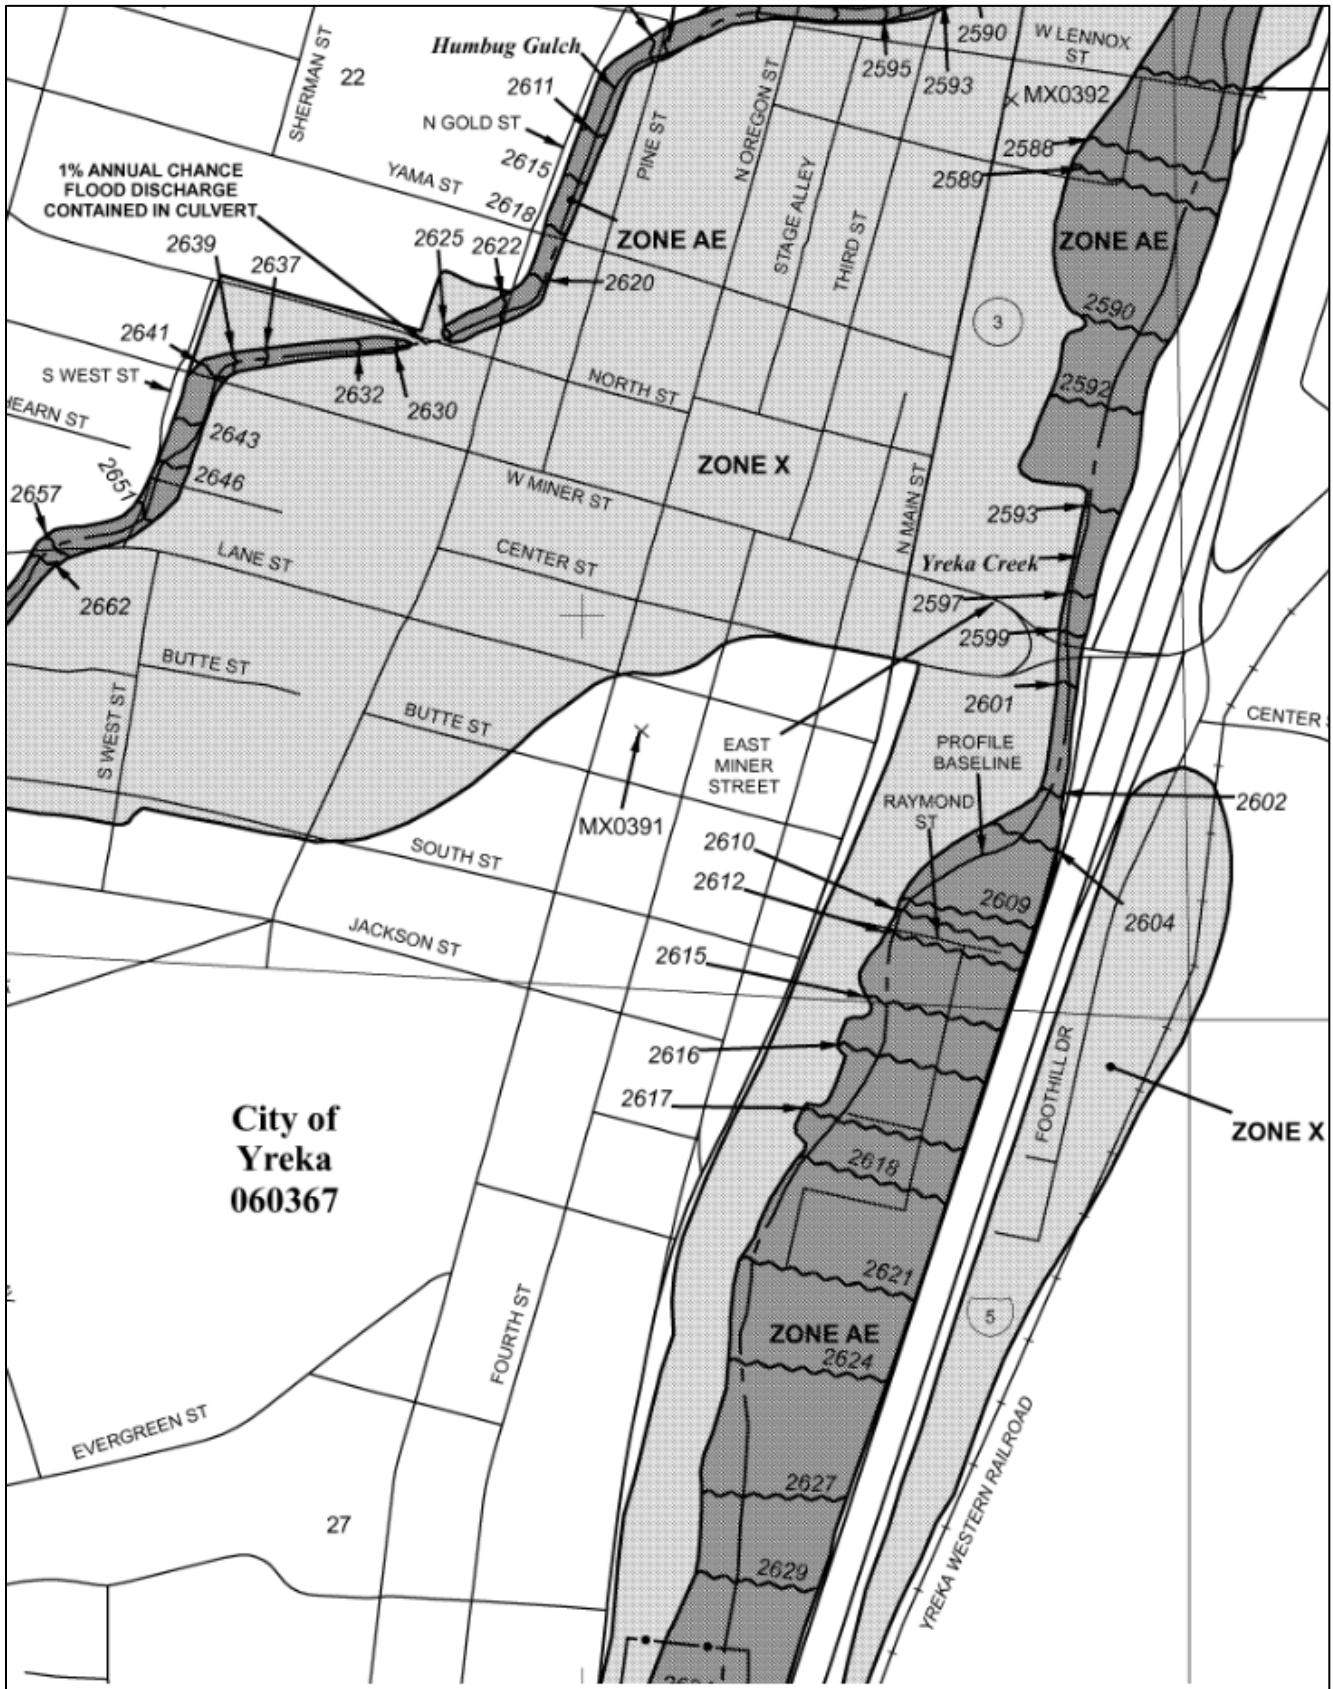 SHERMAN ST
22
Humbug Gulch
2611
N GOLD ST
2615
2618
YAMA ST
PINE ST
N OREGON ST
STAGE ALLEY
THIRD ST
2595
2590
2593
W LENNOX
ST
MX0392
2588
2589
ZONE AE
2590
2592
1% ANNUAL CHANCE
FLOOD DISCHARGE
CONTAINED IN CULVERT
2639
2637
2625
2622
ZONE AE
2620
3
2641
S WEST ST
HEARN ST
2632
2630
NORTH ST
2643
2646
2651
2657
2662
W MINER ST
ZONE X
N MAIN ST
2593
Yreka Creek
2597
2599
2601
LANE ST
CENTER ST
BUTTE ST
S WEST ST
BUTTE ST
MX0391
EAST
MINER
STREET
PROFILE
BASELINE
RAYMOND
ST
CENTER
2602
2604
SOUTH ST
2610
2612
2609
JACKSON ST
2615
2616
2617
2618
FOOTHILL DR
ZONE X
City of
Yreka
060367
2621
5
ZONE AE
2624
FOURTH ST
EVERGREEN ST
27
2627
2629
YREKA WESTERN RAILROAD